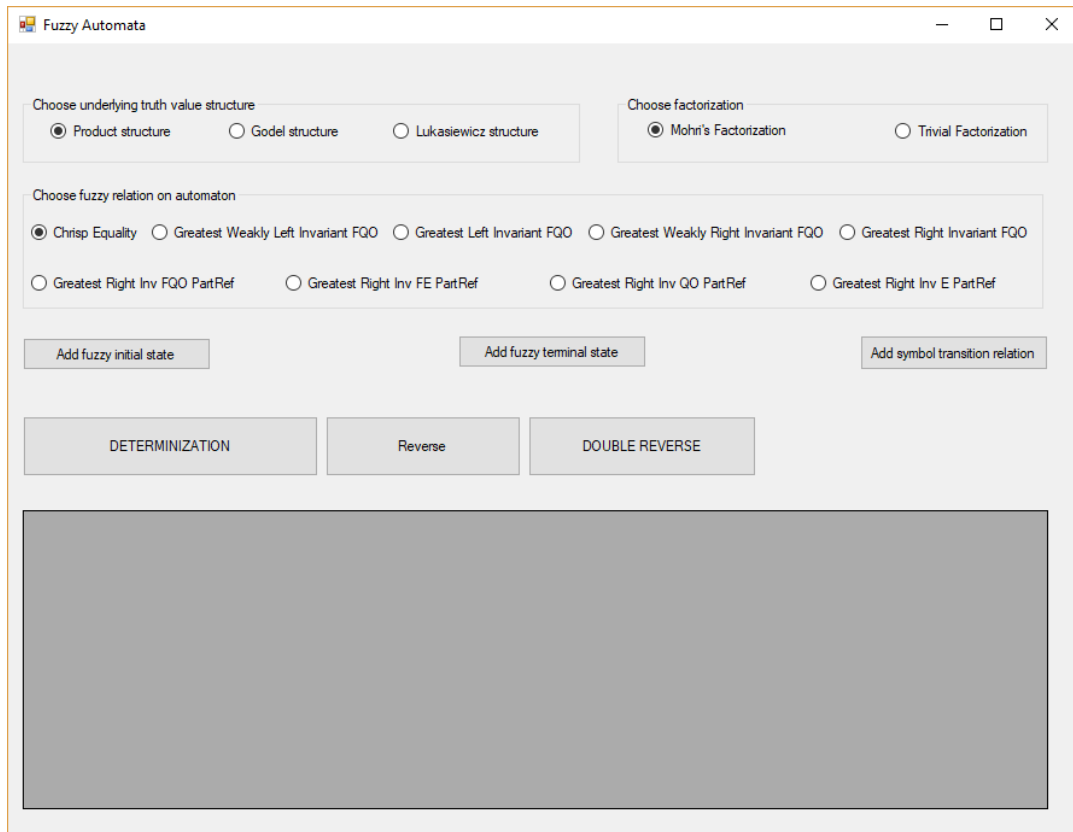 Fuzzy Automata
Choose underlying truth value structure
Product structure Godel structure Lukasiewicz structure
Choose factorization
Mohri's Factorization Trivial Factorization
Choose fuzzy relation on automaton
Chrisp Equality Greatest Weakly Left Invariant FQO Greatest Left Invariant FQO Greatest Weakly Right Invariant FQO Greatest Right Invariant FQO
Greatest Right Inv FQO PartRef Greatest Right Inv FE PartRef Greatest Right Inv QO PartRef Greatest Right Inv E PartRef
Add fuzzy initial state Add fuzzy terminal state Add symbol transition relation
DETERMINIZATION Reverse DOUBLE REVERSE